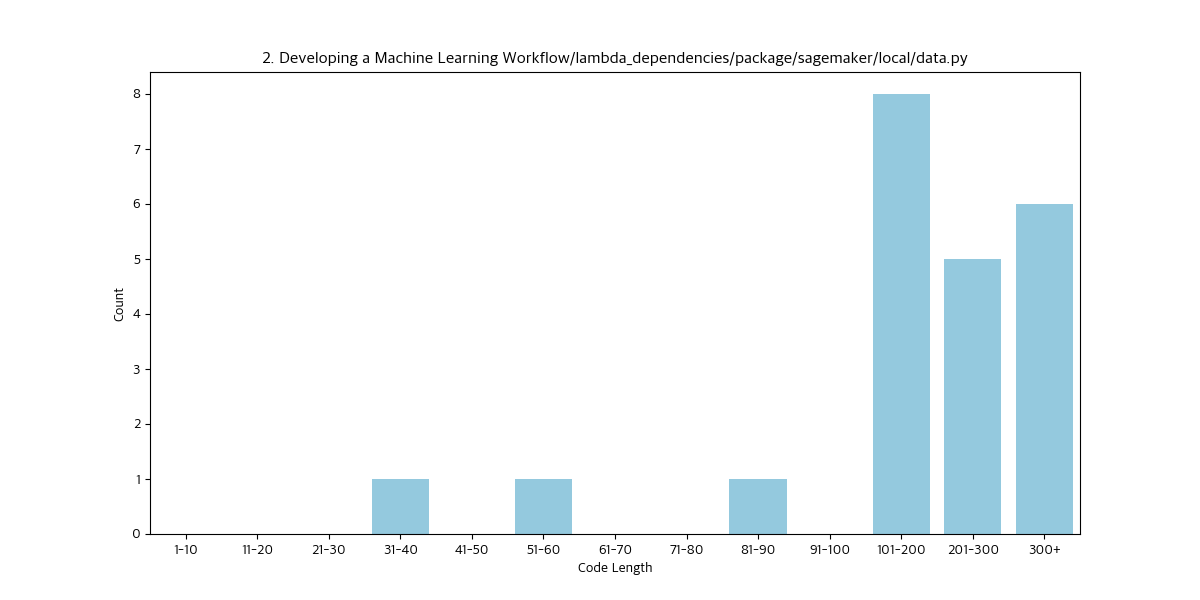 2. Developing a Machine Learning Workflow/lambda_dependencies/package/sagemaker/local/data.py
8
7
6
5
4
3
2
1
0
Count
1-10 11-20 21-30 31-40 41-50 51-60 61-70 71-80 81-90 91-100 101-200 201-300 300+
Code Length